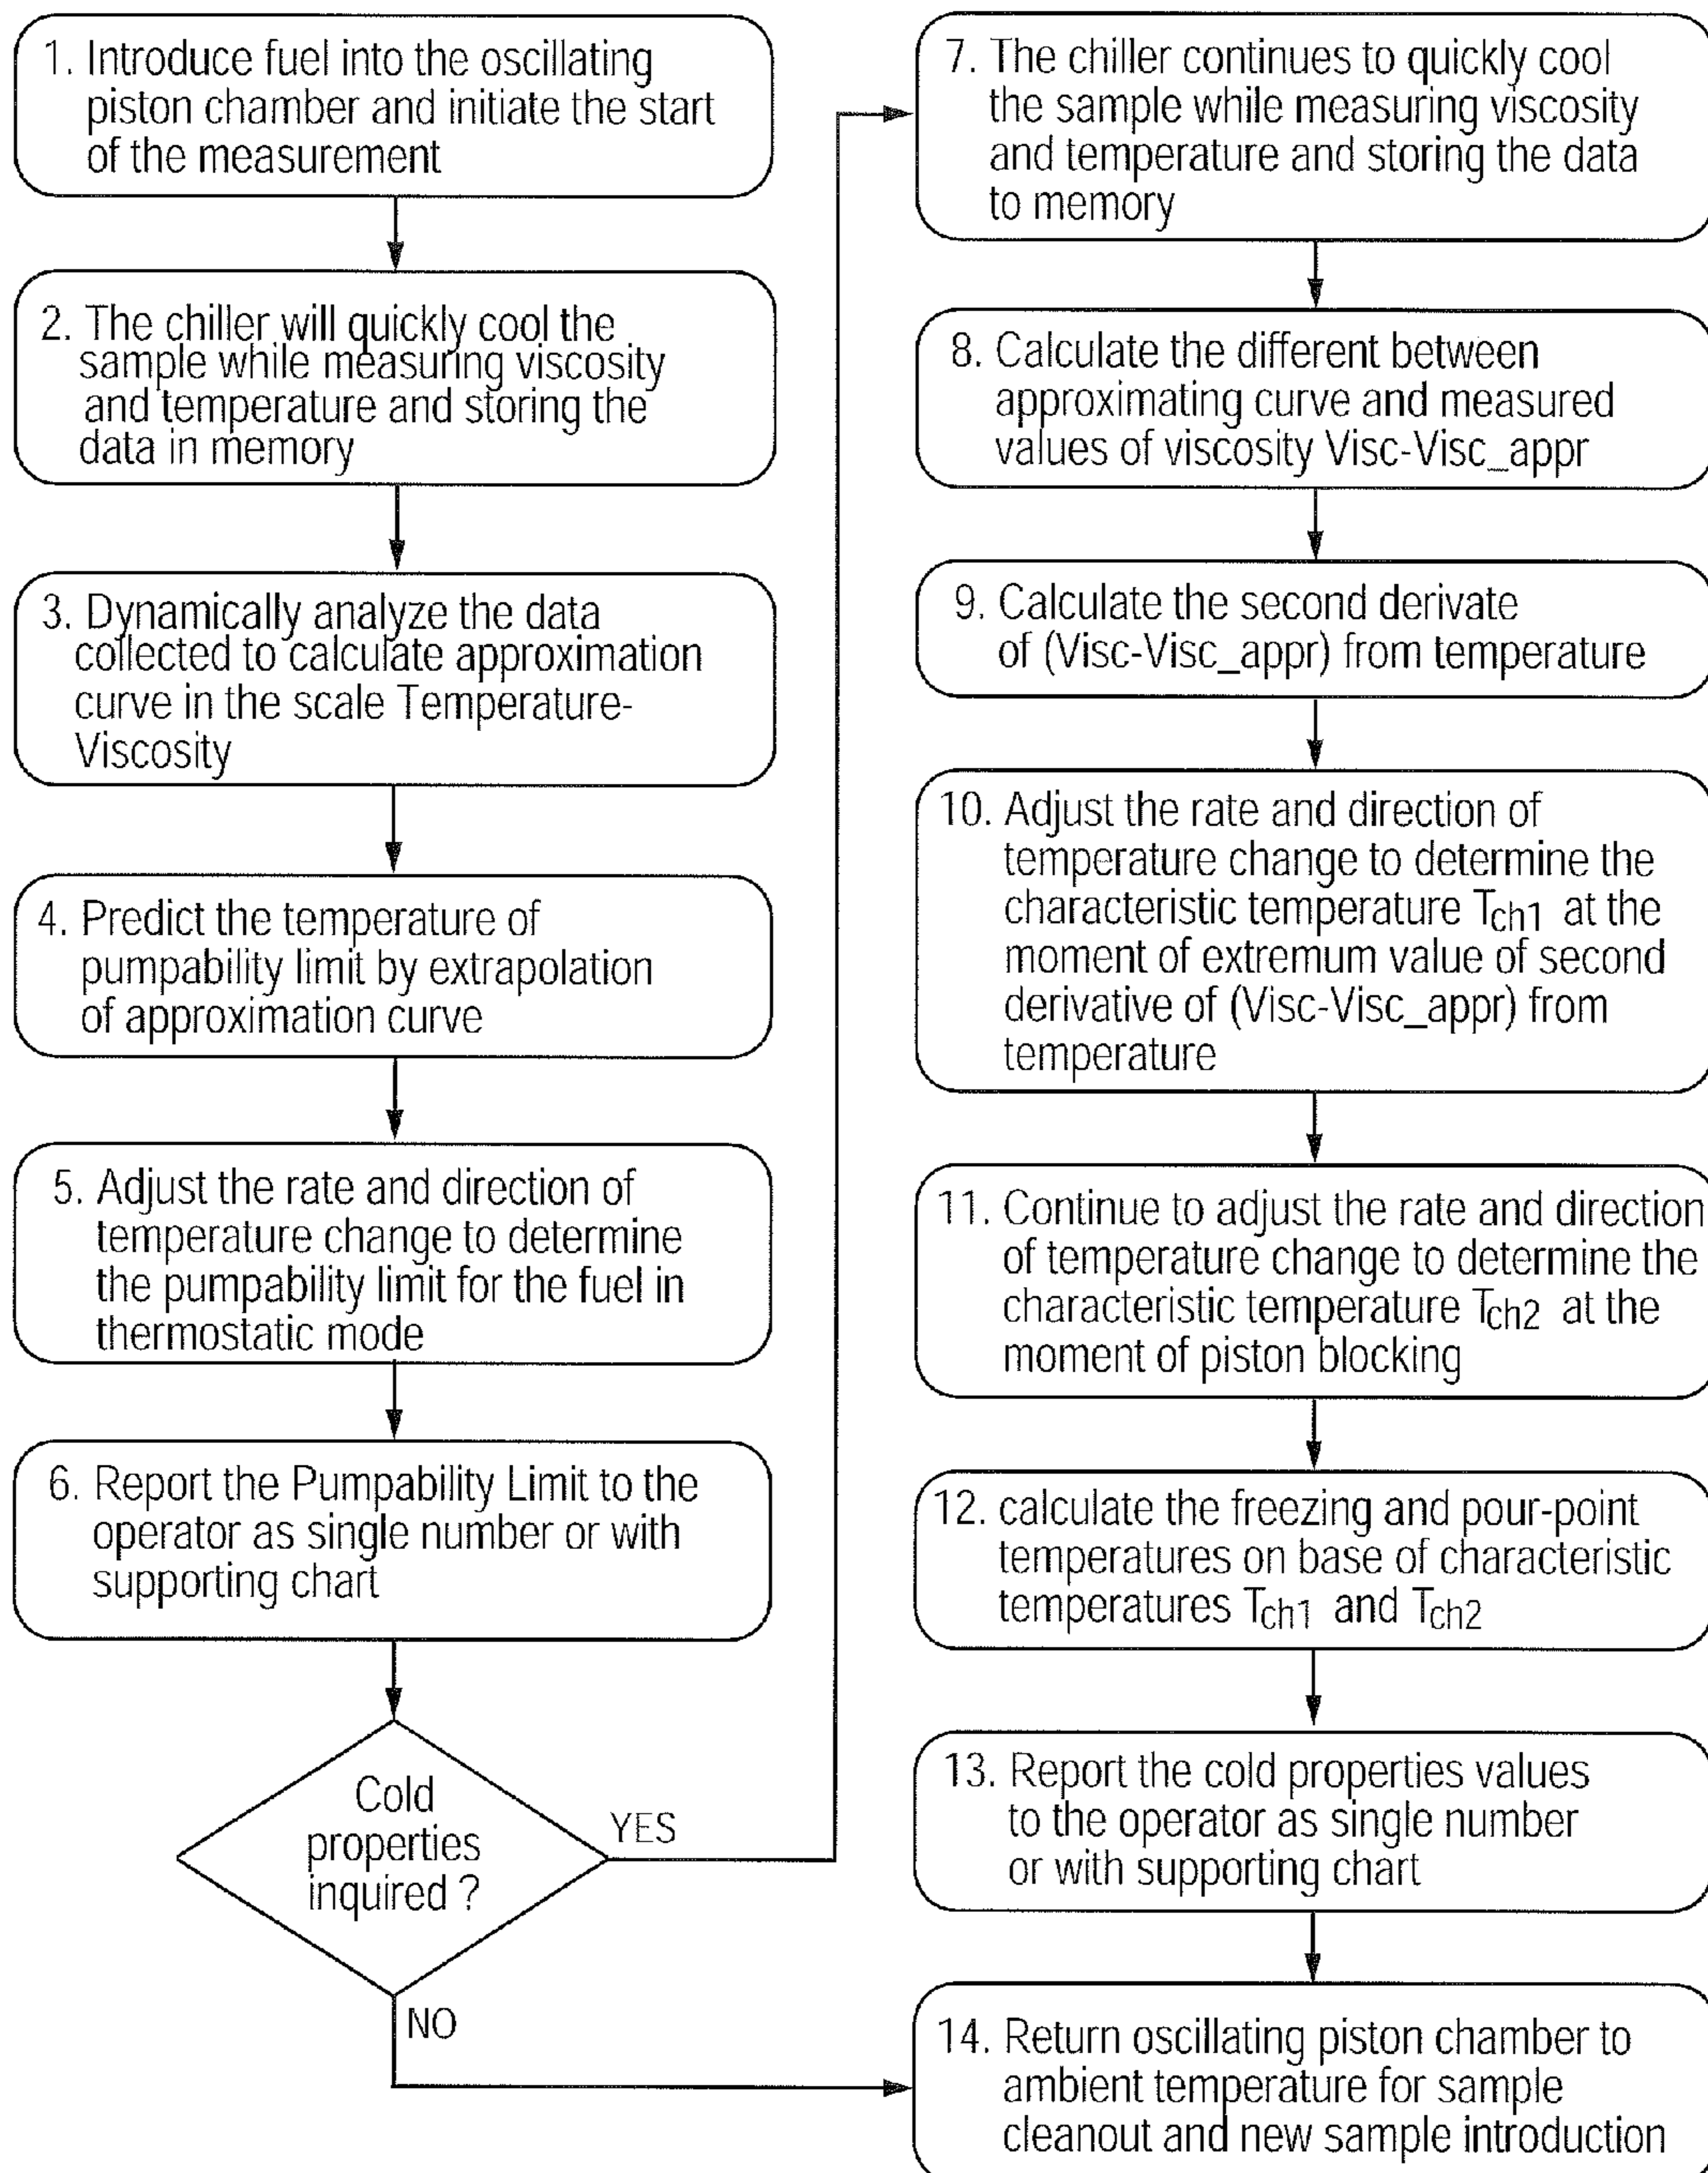 1. Introduce fuel into the oscillating
piston chamber and initiate the start
of the measurement
2. The chiller will quickly cool the
sample while measuring viscosity
and temperature and storing the
data in memory
3. Dynamically analyze the data
collected to calculate approximation
curve in the scale Temperature-
Viscosity
4. Predict the temperature of
pumpability limit by extrapolation
of approximation curve
5. Adjust the rate and direction of
temperature change to determine
the pumpability limit for the fuel in
thermostatic mode
6. Report the Pumpability Limit to the
operator as single number or with
supporting chart
Cold
properties
inquired ?
YES
NO
7. The chiller continues to quickly cool
the sample while measuring viscosity
and temperature and storing the data
to memory
8. Calculate the different between
approximating curve and measured
values of viscosity Visc-Visc_appr
9. Calculate the second derivate
of (Visc-Visc_appr) from temperature
10. Adjust the rate and direction of
temperature change to determine the
characteristic temperature Tch1 at the
moment of extremum value of second
derivative of (Visc-Visc_appr) from
temperature
11. Continue to adjust the rate and direction
of temperature change to determine the
characteristic temperature Tch2 at the
moment of piston blocking
12. calculate the freezing and pour-point
temperatures on base of characteristic
temperatures Tch1 and Tch2
13. Report the cold properties values
to the operator as single number
or with supporting chart
14. Return oscillating piston chamber to
ambient temperature for sample
cleanout and new sample introduction